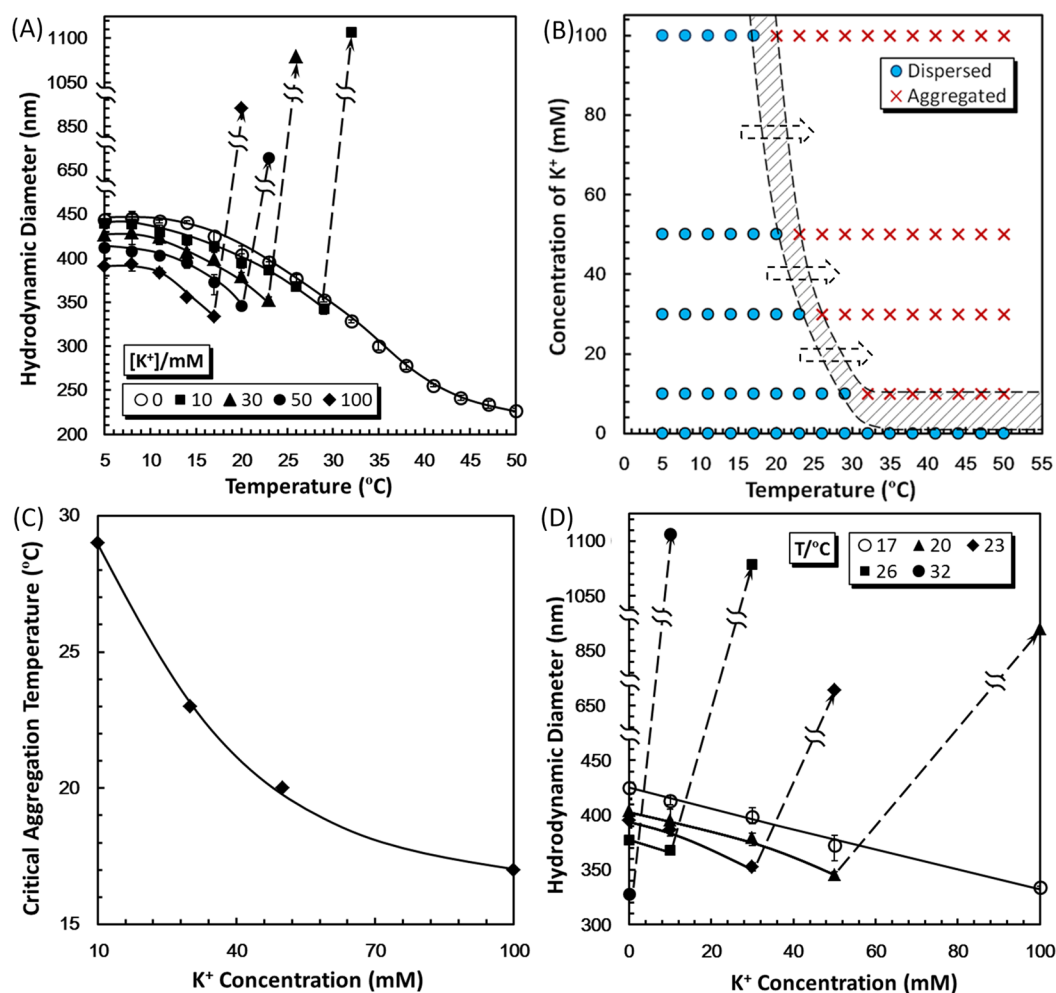 (A)
Hydrodynamic Diameter (nm)
1100
1050
850
650
450
400
350
300
250
200
[K⁺]/mM
0 10 30 50 100
5 10 15 20 25 30 35 40 45 50
Temperature (°C)
(B)
Concentration of K⁺ (mM)
100
80
60
40
20
0
Dispersed
Aggregated
0 5 10 15 20 25 30 35 40 45 50 55
Temperature (°C)
(C)
Critical Aggregation Temperature (°C)
30
25
20
15
10 40 70 100
K⁺ Concentration (mM)
(D)
Hydrodynamic Diameter (nm)
1100
1050
850
650
450
400
350
300
T/°C
17 20 23
26 32
0 20 40 60 80 100
K⁺ Concentration (mM)